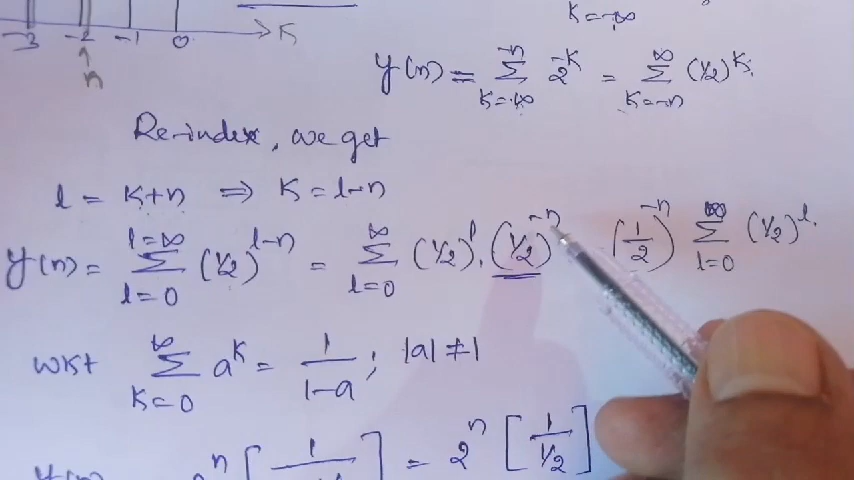 K=-∞
-3 -2 -1 0 K
n
y(n) = Σ_{K=-∞}^{-n} 2^{-K} = Σ_{K=-n}^{∞} (1/2)^K.
Re-index, we get
l = K+n ⇒ K = l-n
y(n) = Σ_{l=0}^{l=∞} (1/2)^{l-n} = Σ_{l=0}^{∞} (1/2)^l . (1/2)^{-n} (1/2)^{-n} Σ_{l=0}^{∞} (1/2)^l.
WKT Σ_{K=0}^{∞} a^K = 1/(1-a) ; |a| ≠ 1
= 2^n [1/(1/2)]